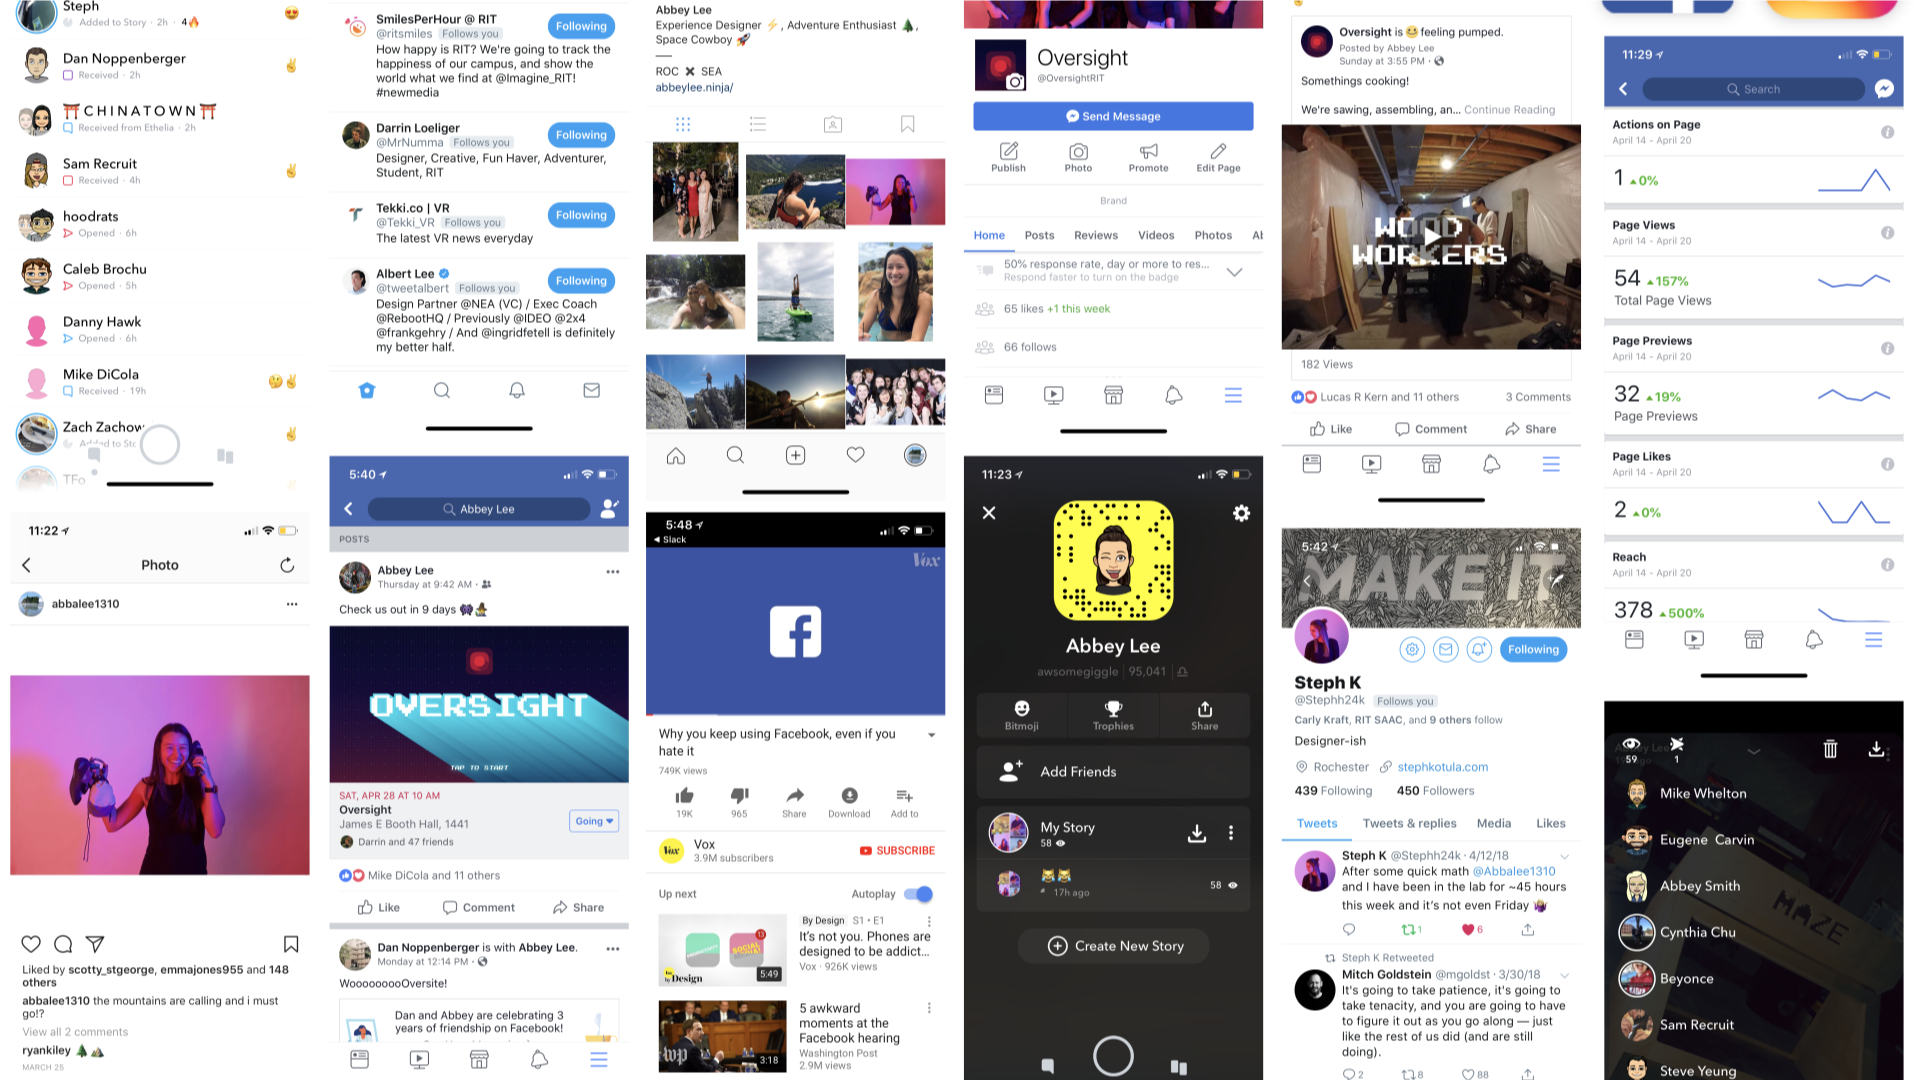 Steph
Added to Story · 2h · 4🔥
Dan Noppenberger
Received · 2h
⛩️CHINATOWN⛩️
Received from Ethelia · 2h
Sam Recruit
Received · 4h
hoodrats
Opened · 6h
Caleb Brochu
Opened · 5h
Danny Hawk
Opened · 6h
Mike DiCola
Received · 19h
Zach Zachow
Added to Sto
TFo
11:22
Photo
abbalee1310
Liked by scotty_stgeorge, emmajones955 and 148
others
abbalee1310 the mountains are calling and i must
go!?
View all 2 comments
ryankiley 🌲⛰️
MARCH 25
SmilesPerHour @ RIT
@ritsmiles Follows you
Following
How happy is RIT? We're going to track the
happiness of our campus, and show the
world what we find at @Imagine_RIT!
#newmedia
Darrin Loeliger
@MrNumma Follows you
Following
Designer, Creative, Fun Haver, Adventurer,
Student, RIT
Tekki.co | VR
@Tekki_VR Follows you
Following
The latest VR news everyday
Albert Lee
@tweetalbert Follows you
Following
Design Partner @NEA (VC) / Exec Coach
@RebootHQ / Previously @IDEO @2x4
@frankgehry / And @ingridfetell is definitely
my better half.
5:40
Abbey Lee
POSTS
Abbey Lee
Thursday at 9:42 AM ·
Check us out in 9 days
OVERSIGHT
TAP TO START
SAT, APR 28 AT 10 AM
Oversight
James E Booth Hall, 1441
Going
Darrin and 47 friends
Mike DiCola and 11 others
Like
Comment
Share
Dan Noppenberger is with Abbey Lee.
Monday at 12:14 PM ·
WoooooooOversite!
Dan and Abbey are celebrating 3
years of friendship on Facebook!
Abbey Lee
Experience Designer ⚡, Adventure Enthusiast 🌲,
Space Cowboy 🚀
—
ROC ✖ SEA
abbeylee.ninja/
5:48
Slack
Vox
Why you keep using Facebook, even if you
hate it
749K views
19K
965
Share
Download
Add to
Vox
Vox
3.9M subscribers
SUBSCRIBE
Up next
Autoplay
by Design
5:49
By Design S1 · E1
It's not you. Phones are
designed to be addict...
Vox · 926K views
wp
3:18
5 awkward
moments at the
Facebook hearing
Washington Post
2.9M views
Oversight
@OversightRIT
Send Message
Publish
Photo
Promote
Edit Page
Brand
Home
Posts
Reviews
Videos
Photos
Al
50% response rate, day or more to res...
Respond faster to turn on the badge
65 likes +1 this week
66 follows
11:23
Abbey Lee
awsomegiggle | 95,041 | ♎
Bitmoji
Trophies
Share
Add Friends
My Story
58
17h ago
58
Create New Story
Oversight is 😃 feeling pumped.
Posted by Abbey Lee
Sunday at 3:55 PM ·
Somethings cooking!
We're sawing, assembling, an... Continue Reading
WOOD
WORKERS
182 Views
Lucas R Kern and 11 others
3 Comments
Like
Comment
Share
5:42
MAKE IT
Following
Steph K
@Stephh24k Follows you
Carly Kraft, RIT SAAC, and 9 others follow
Designer-ish
Rochester
stephkotula.com
439 Following
450 Followers
Tweets
Tweets & replies
Media
Likes
Steph K @Stephh24k · 4/12/18
After some quick math @Abbalee1310
and I have been in the lab for ~45 hours
this week and it's not even Friday
1
6
Steph K Retweeted
Mitch Goldstein @mgoldst · 3/30/18
It's going to take patience, it's going to
take tenacity, and you are going to have
to figure it out as you go along — just
like the rest of us did (and are still
doing).
2
8
88
11:29
Search
Actions on Page
April 14 - April 20
1 ▲0%
Page Views
April 14 - April 20
54 ▲157%
Total Page Views
Page Previews
April 14 - April 20
32 ▲19%
Page Previews
Page Likes
April 14 - April 20
2 ▲0%
Reach
April 14 - April 20
378 ▲500%
Abbey Lee
ago
59
1
MAZE
Mike Whelton
Eugene Carvin
Abbey Smith
Cynthia Chu
Beyonce
Sam Recruit
Steve Yeung